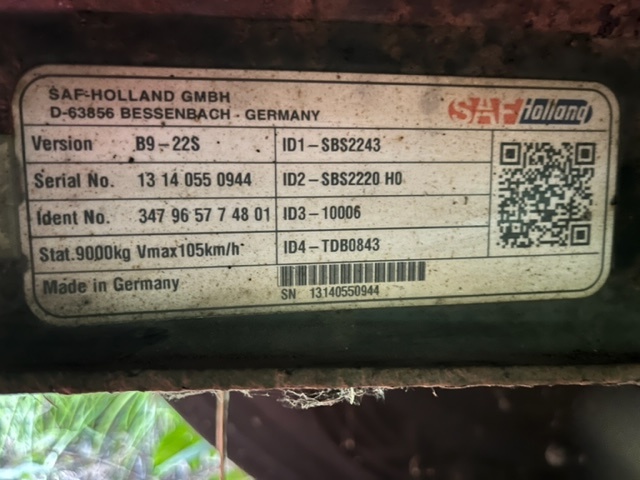 SAF-HOLLAND GMBH
D-63856 BESSENBACH - GERMANY
SAF Holland
Version B9-22S ID1-SBS2243
Serial No. 13 14 055 0944 ID2-SBS2220 H0
Ident No. 347 96 57 7 48 01 ID3-10006
Stat.9000kg Vmax105km/h ID4-TDB0843
Made in Germany
SN 13140550944